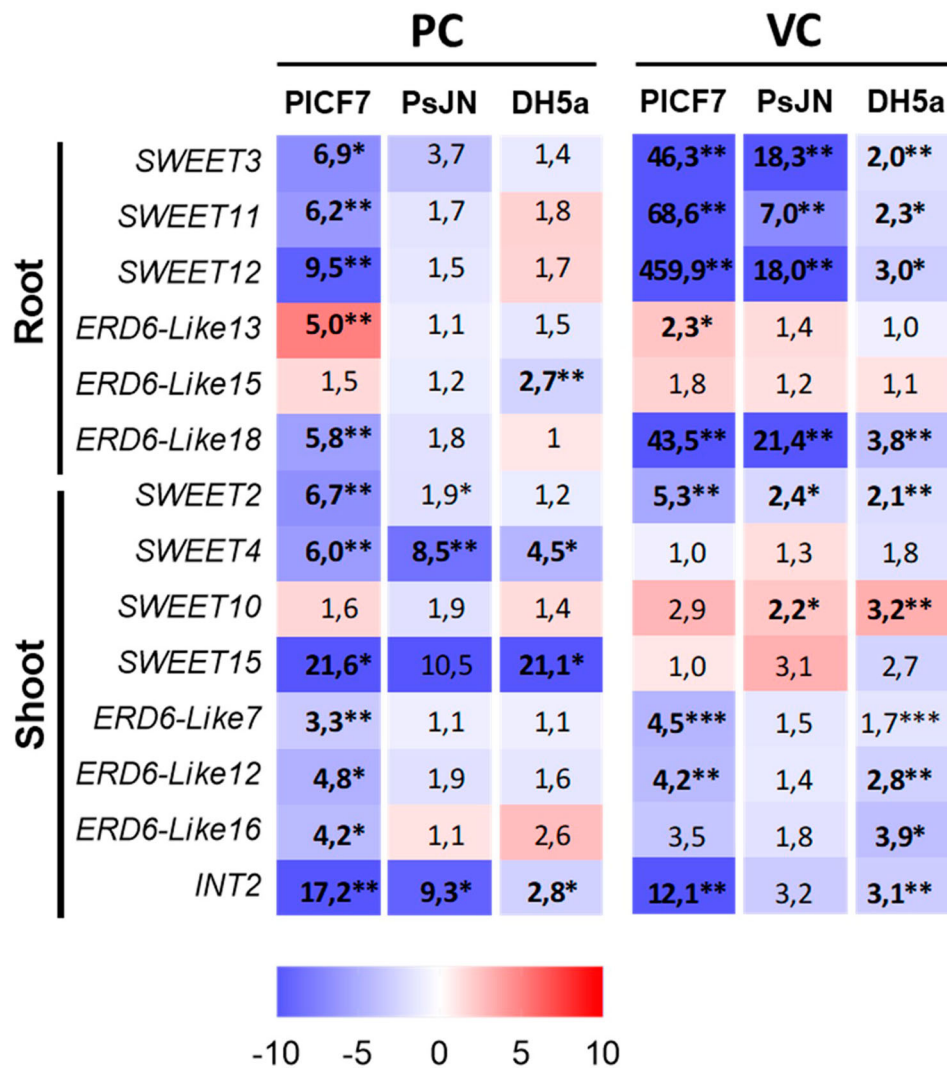 PC VC
PICF7 PsJN DH5a PICF7 PsJN DH5a
Root
SWEET3 6,9* 3,7 1,4 46,3** 18,3** 2,0**
SWEET11 6,2** 1,7 1,8 68,6** 7,0** 2,3*
SWEET12 9,5** 1,5 1,7 459,9** 18,0** 3,0*
ERD6-Like13 5,0** 1,1 1,5 2,3* 1,4 1,0
ERD6-Like15 1,5 1,2 2,7** 1,8 1,2 1,1
ERD6-Like18 5,8** 1,8 1 43,5** 21,4** 3,8**
Shoot
SWEET2 6,7** 1,9* 1,2 5,3** 2,4* 2,1**
SWEET4 6,0** 8,5** 4,5* 1,0 1,3 1,8
SWEET10 1,6 1,9 1,4 2,9 2,2* 3,2**
SWEET15 21,6* 10,5 21,1* 1,0 3,1 2,7
ERD6-Like7 3,3** 1,1 1,1 4,5*** 1,5 1,7***
ERD6-Like12 4,8* 1,9 1,6 4,2** 1,4 2,8**
ERD6-Like16 4,2* 1,1 2,6 3,5 1,8 3,9*
INT2 17,2** 9,3* 2,8* 12,1** 3,2 3,1**
-10 -5 0 5 10